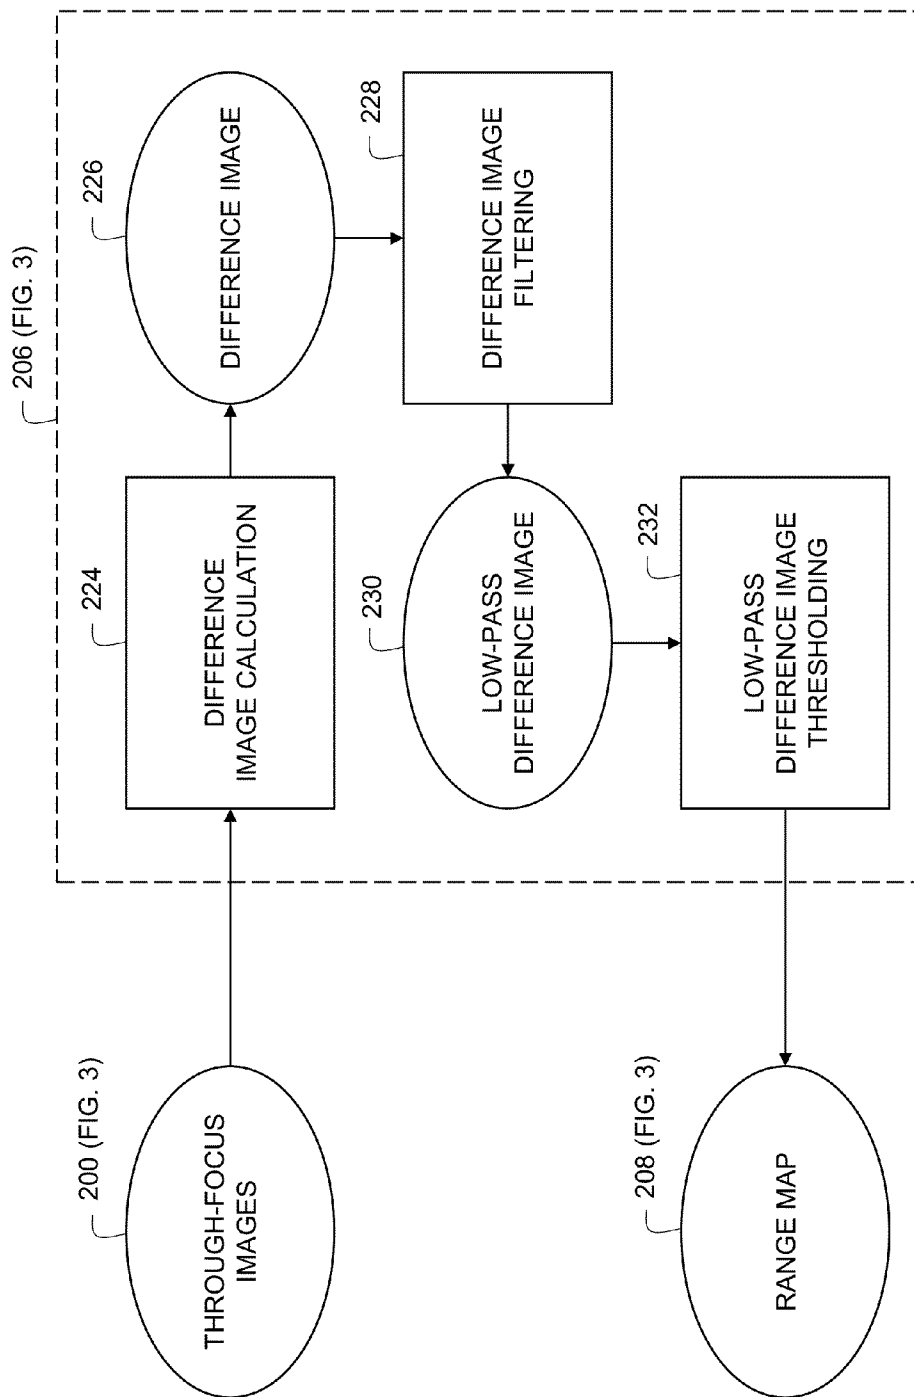 206 (FIG. 3)
200 (FIG. 3)
THROUGH-FOCUS
IMAGES
224
DIFFERENCE
IMAGE CALCULATION
226
DIFFERENCE IMAGE
228
DIFFERENCE IMAGE
FILTERING
230
LOW-PASS
DIFFERENCE IMAGE
232
LOW-PASS
DIFFERENCE IMAGE
THRESHOLDING
208 (FIG. 3)
RANGE MAP